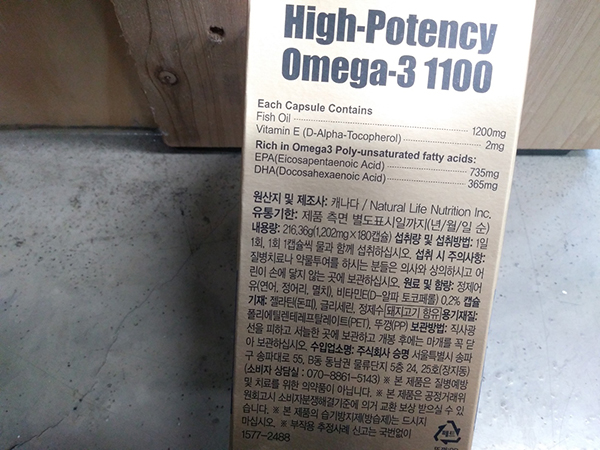 High-Potency
Omega-3 1100
Each Capsule Contains
Fish Oil 1200mg
Vitamin E (D-Alpha-Tocopherol) 2mg
Rich in Omega3 Poly-unsaturated fatty acids:
EPA(Eicosapentaenoic Acid) 735mg
DHA(Docosahexaenoic Acid) 365mg
원산지 및 제조사: 캐나다 / Natural Life Nutrition Inc.
유통기한: 제품 측면 별도표시일까지(년/월/일 순)
내용량: 216.36g(1,202mg×180캡슐) 섭취량 및 섭취방법: 1일
1회, 1회 1캡슐씩 물과 함께 섭취하십시오. 섭취 시 주의사항:
질병치료나 약물투여를 하시는 분들은 의사와 상의하시고 어
린이 손에 닿지 않는 곳에 보관하십시오. 원료 및 함량: 정제어
유(연어, 정어리, 멸치), 비타민E(D-알파 토코페롤) 0.2% 캡슐
기재: 젤라틴(돈피), 글리세린, 정제수 돼지고기 함유 용기재질:
폴리에틸렌테레프탈레이트(PET), 뚜껑(PP) 보관방법: 직사광
선을 피하고 서늘한 곳에 보관하고 개봉 후에는 마개를 꼭 닫
아 보관하십시오. 수입업소명: 주식회사 승명 서울특별시 송파
구 송파대로 55, B동 동남권 물류단지 5층 24, 25호(장지동)
(소비자 상담실 : 070-8861-5143) ※ 본 제품은 질병예방
및 치료를 위한 의약품이 아닙니다. ※ 본 제품은 공정거래위
원회고시 소비자분쟁해결기준에 의거 교환 보상 받으실 수 있
습니다. ※ 본 제품의 습기방지제(방습제)는 드시지
마십시오. ※ 부작용 추정사례 신고는 국번없이
1577-2488
페트